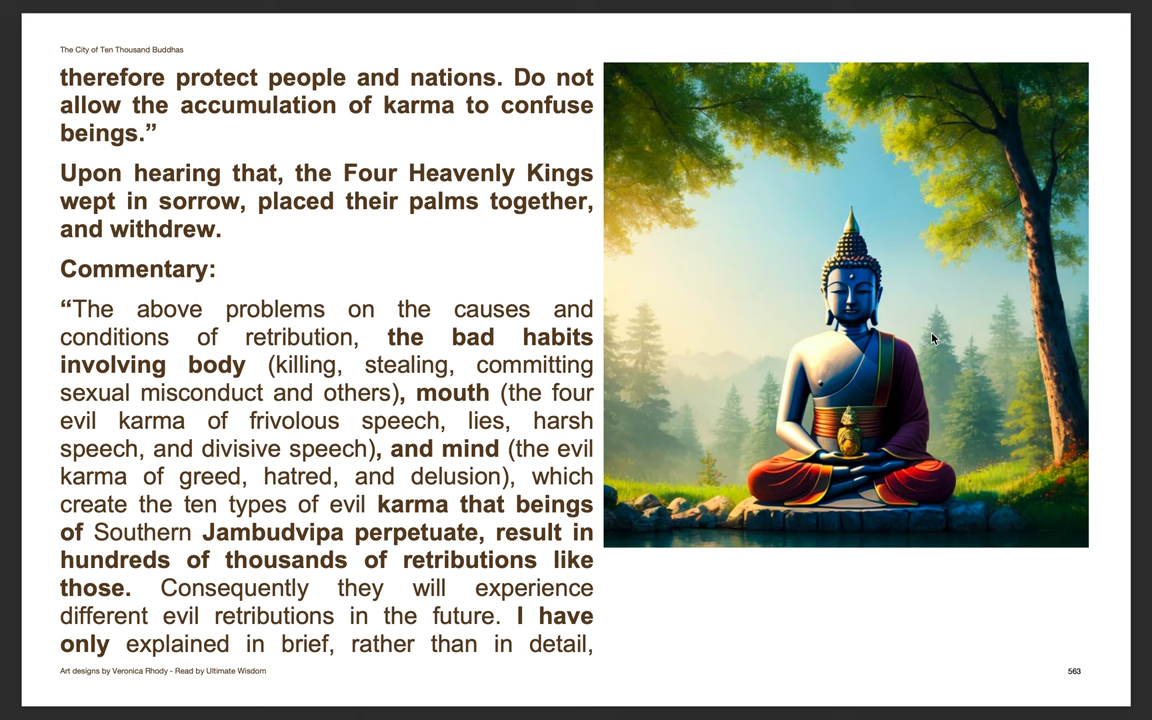 The City of Ten Thousand Buddhas
therefore protect people and nations. Do not
allow the accumulation of karma to confuse
beings.”
Upon hearing that, the Four Heavenly Kings
wept in sorrow, placed their palms together,
and withdrew.
Commentary:
“The above problems on the causes and
conditions of retribution, the bad habits
involving body (killing, stealing, committing
sexual misconduct and others), mouth (the four
evil karma of frivolous speech, lies, harsh
speech, and divisive speech), and mind (the evil
karma of greed, hatred, and delusion), which
create the ten types of evil karma that beings
of Southern Jambudvipa perpetuate, result in
hundreds of thousands of retributions like
those. Consequently they will experience
different evil retributions in the future. I have
only explained in brief, rather than in detail,
Art designs by Veronica Rhody - Read by Ultimate Wisdom
563